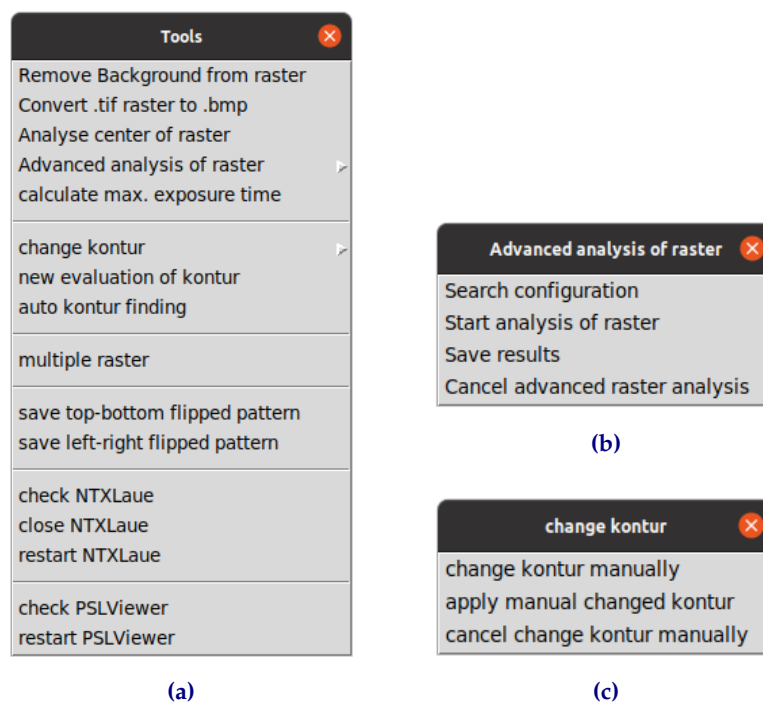 Tools
Remove Background from raster
Convert .tif raster to .bmp
Analyse center of raster
Advanced analysis of raster
calculate max. exposure time
change kontur
new evaluation of kontur
auto kontur finding
multiple raster
save top-bottom flipped pattern
save left-right flipped pattern
check NTXLaue
close NTXLaue
restart NTXLaue
check PSLViewer
restart PSLViewer
(a)
Advanced analysis of raster
Search configuration
Start analysis of raster
Save results
Cancel advanced raster analysis
(b)
change kontur
change kontur manually
apply manual changed kontur
cancel change kontur manually
(c)